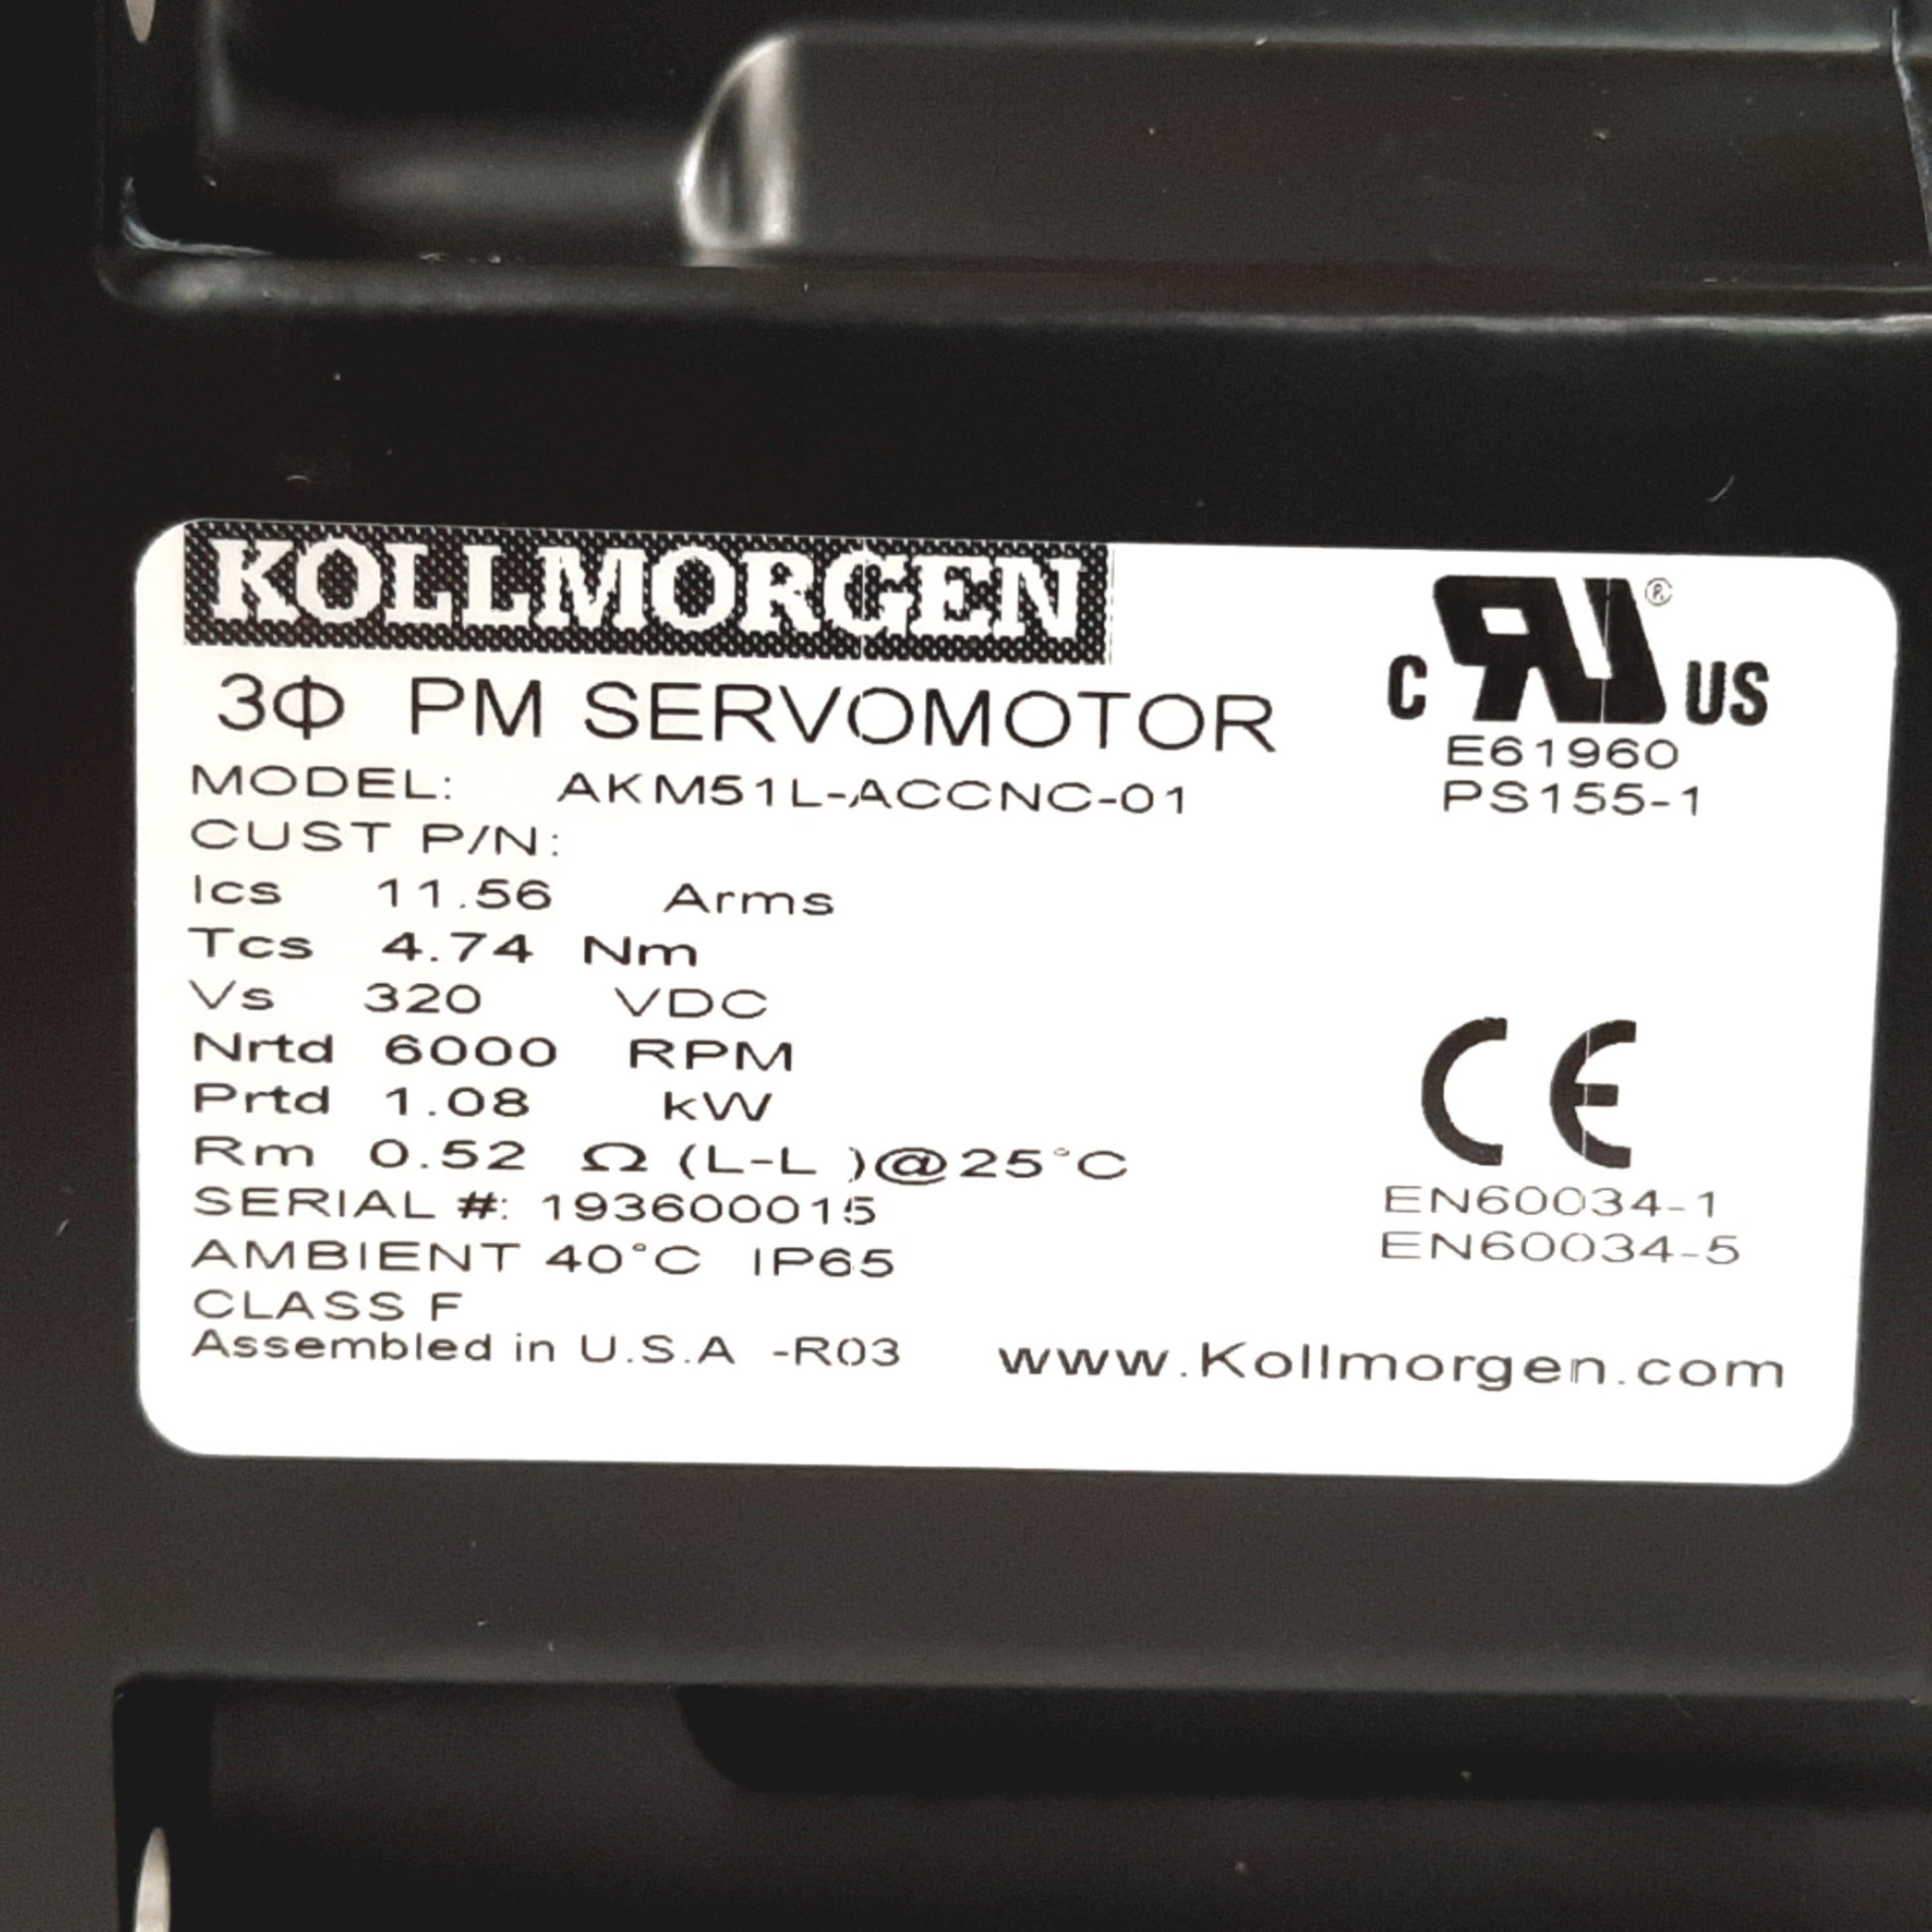 KOLLMORGEN
3Φ PM SERVOMOTOR
C RU ® US
E61960
PS155-1
MODEL: AKM51L-ACCNC-01
CUST P/N:
Ics 11.56 Arms
Tcs 4.74 Nm
Vs 320 VDC
Nrtd 6000 RPM
Prtd 1.08 kW
Rm 0.52 Ω (L-L )@25°C
SERIAL #: 193600015
AMBIENT 40°C IP65
CLASS F
Assembled in U.S.A -R03
CE
EN60034-1
EN60034-5
www.Kollmorgen.com